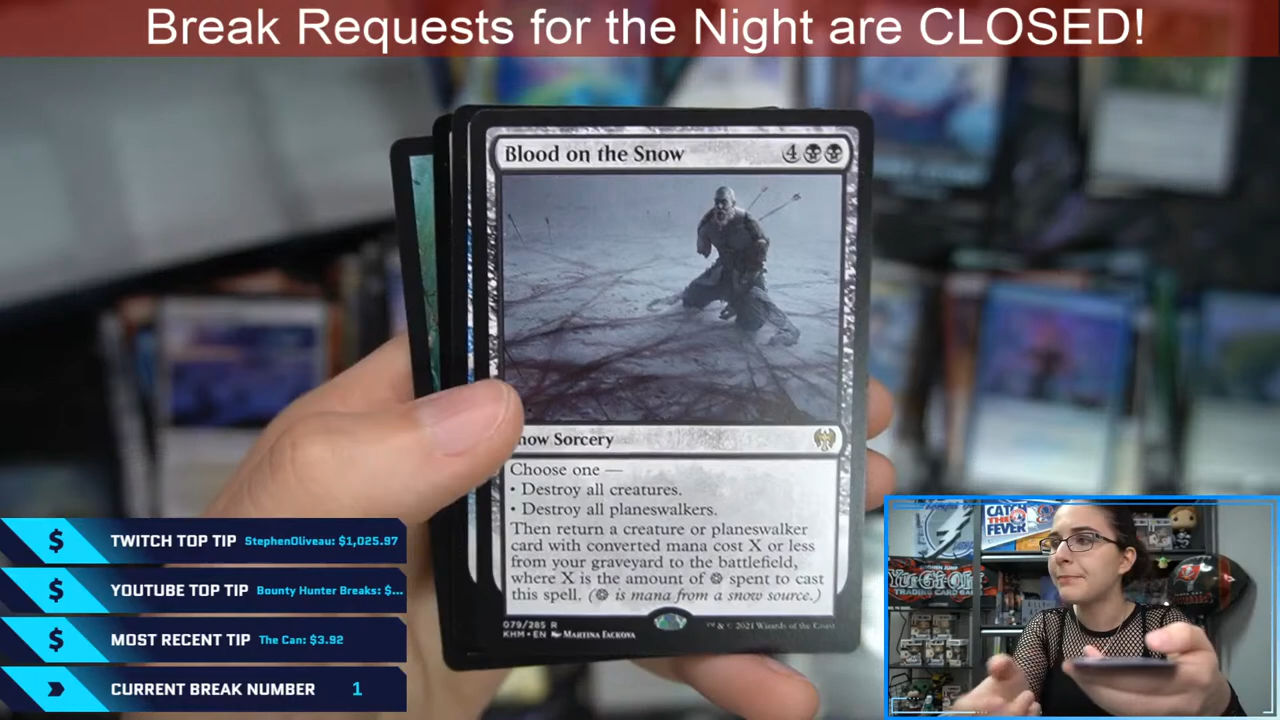 Break Requests for the Night are CLOSED!
Blood on the Snow 4
now Sorcery
Choose one —
• Destroy all creatures.
• Destroy all planeswalkers.
Then return a creature or planeswalker
card with converted mana cost X or less
from your graveyard to the battlefield,
where X is the amount of spent to cast
this spell. ( is mana from a snow source.)
079/285 R
KHM • EN MARTINA FAČKOVÁ
™ & © 2021 Wizards of the Coast
TWITCH TOP TIP StephenOliveau: $1,025.97
YOUTUBE TOP TIP Bounty Hunter Breaks: $...
MOST RECENT TIP The Can: $3.92
CURRENT BREAK NUMBER 1
CATCH
THE
FEVER
Yu-Gi-Oh!
TRADING CARD